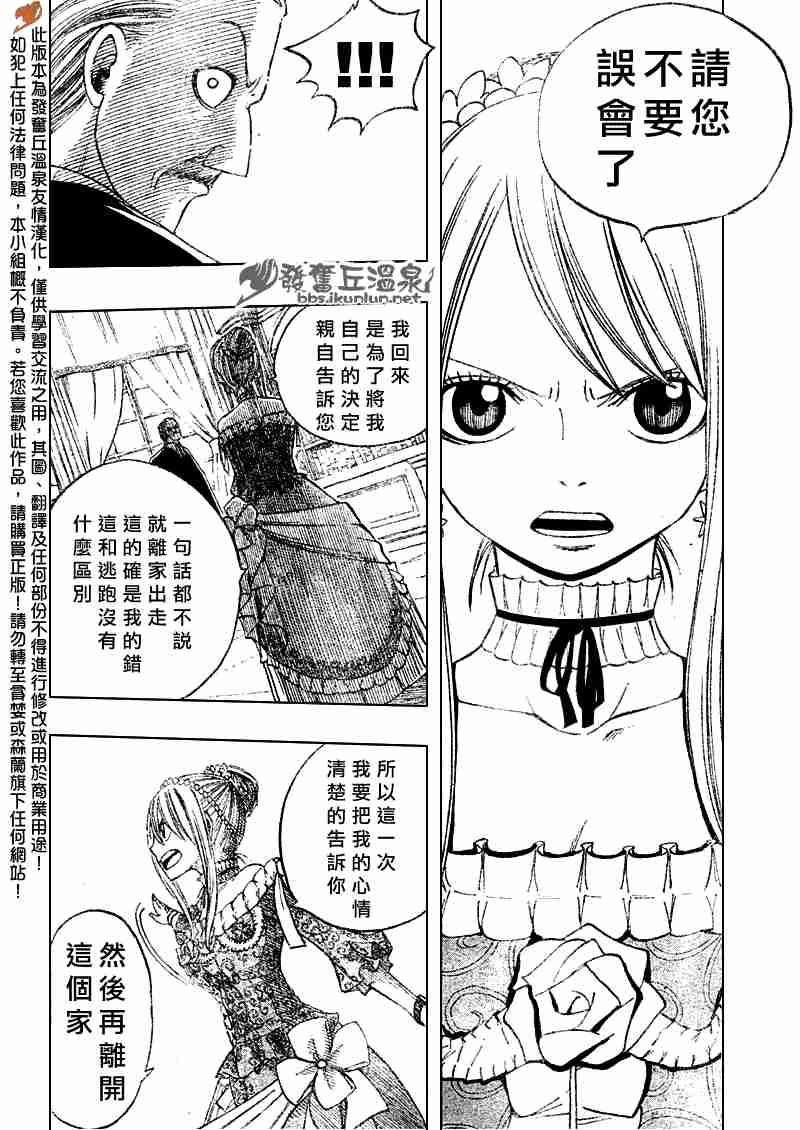 請您
不要
誤會
了
!!!
我回來
是為了將我
自己的決定
親自告訴您
一句話都不說
就離家出走
這的確是我的錯
這和逃跑沒有
什麼區別
所以這一次
我要把我的心情
清楚的告訴你
然後再離開
這個家
發奮丘溫泉
bbs.ikunlun.net
此版本為發奮丘溫泉友情漢化，僅供學習交流之用，其圖、翻譯及任何部份不得進行修改或用於商業用途！
如犯上任何法律問題，本小組概不負責。若您喜歡此作品，請購買正版！請勿轉至貪婪或森蘭旗下任何網站！